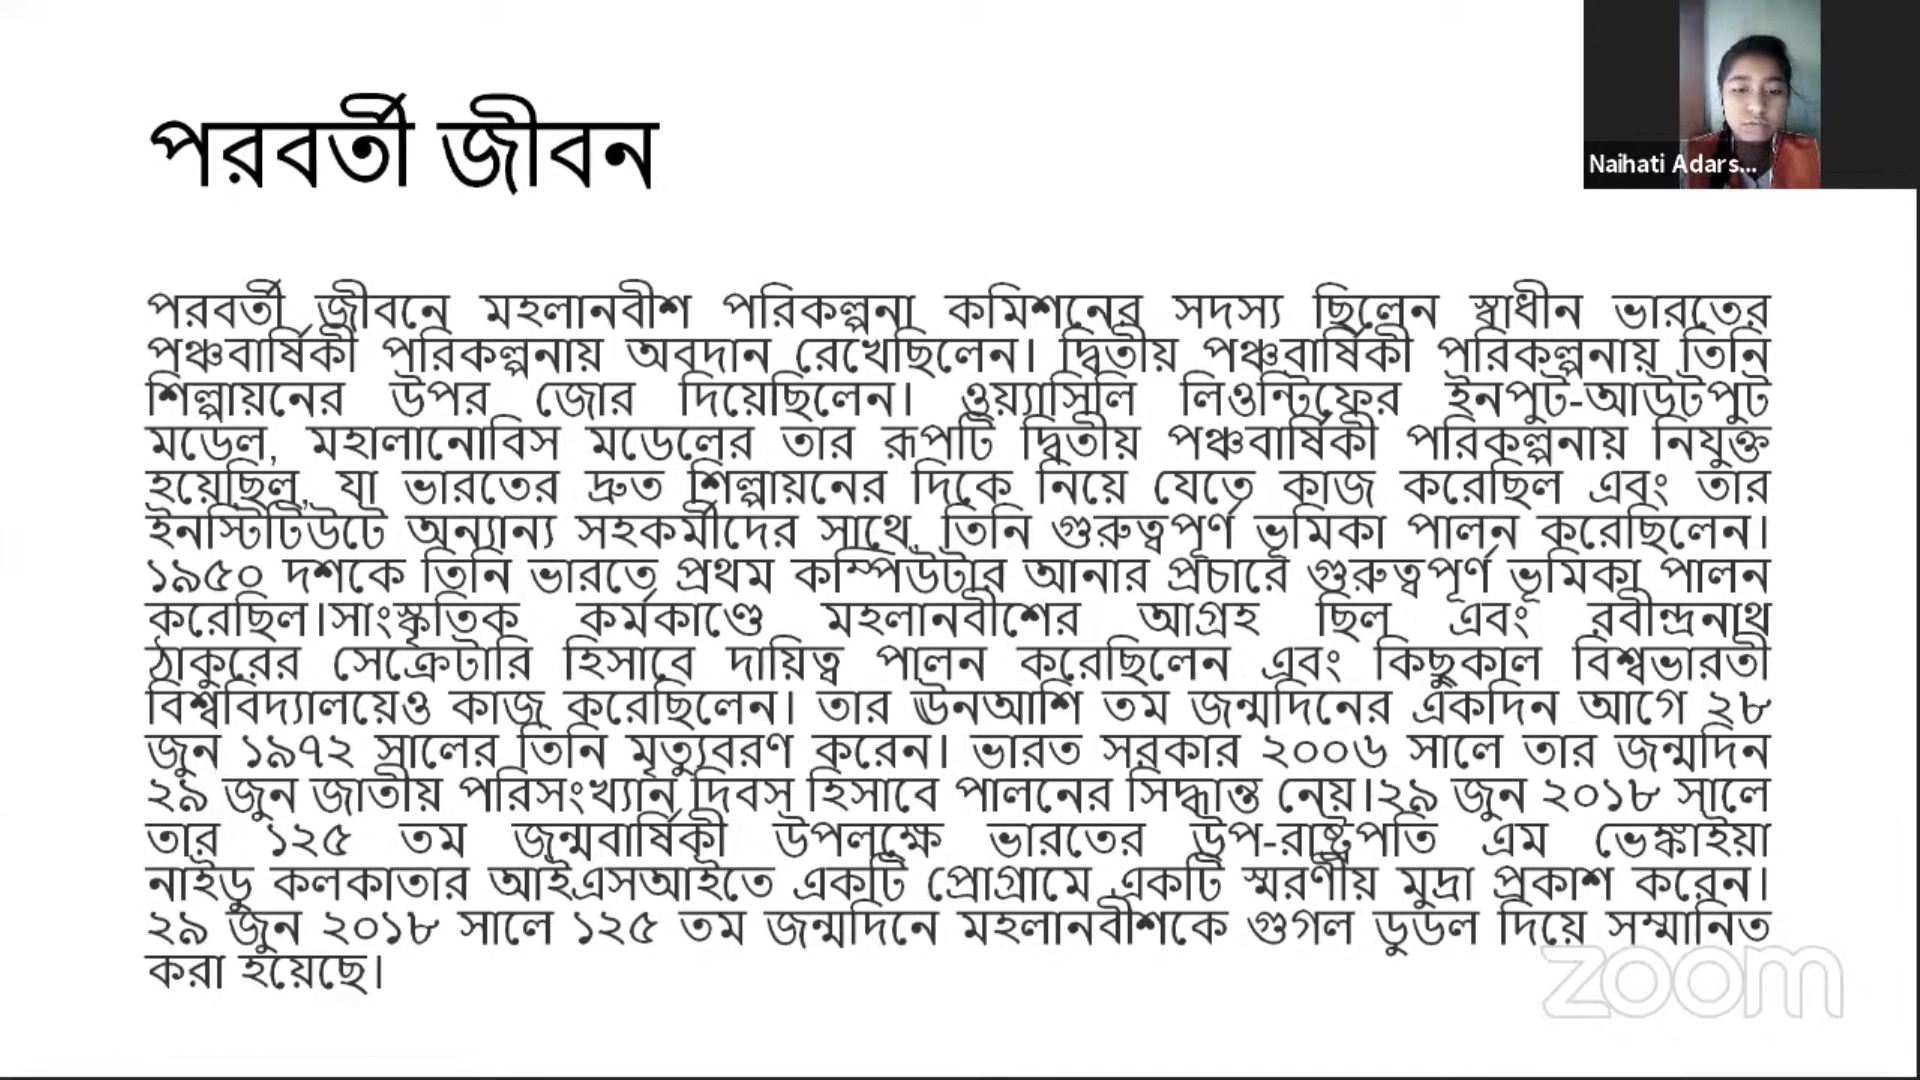 পরবর্তী জীবন
Naihati Adars...
পরবর্তী জীবনে মহলানবীশ পরিকল্পনা কমিশনের সদস্য ছিলেন স্বাধীন ভারতের
পঞ্চবার্ষিকী পরিকল্পনায় অবদান রেখেছিলেন। দ্বিতীয় পঞ্চবার্ষিকী পরিকল্পনায় তিনি
শিল্পায়নের উপর জোর দিয়েছিলেন। ওয়্যাসিলি লিওন্টিফের ইনপুট-আউটপুট
মডেল, মহালানোবিস মডেলের তার রূপটি দ্বিতীয় পঞ্চবার্ষিকী পরিকল্পনায় নিযুক্ত
হয়েছিল, যা ভারতের দ্রুত শিল্পায়নের দিকে নিয়ে যেতে কাজ করেছিল এবং তার
ইনস্টিটিউটে অন্যান্য সহকর্মীদের সাথে, তিনি গুরুত্বপূর্ণ ভূমিকা পালন করেছিলেন।
১৯৫০ দশকে তিনি ভারতে প্রথম কম্পিউটার আনার প্রচারে গুরুত্বপূর্ণ ভূমিকা পালন
করেছিল।সাংস্কৃতিক কর্মকাণ্ডে মহলানবীশের আগ্রহ ছিল এবং রবীন্দ্রনাথ
ঠাকুরের সেক্রেটারি হিসাবে দায়িত্ব পালন করেছিলেন এবং কিছুকাল বিশ্বভারতী
বিশ্ববিদ্যালয়েও কাজ করেছিলেন। তার ঊনআশি তম জন্মদিনের একদিন আগে ২৮
জুন ১৯৭২ সালের তিনি মৃত্যুবরণ করেন। ভারত সরকার ২০০৬ সালে তার জন্মদিন
২৯ জুন জাতীয় পরিসংখ্যান দিবস হিসাবে পালনের সিদ্ধান্ত নেয়।২৯ জুন ২০১৮ সালে
তার ১২৫ তম জন্মবার্ষিকী উপলক্ষে ভারতের উপ-রাষ্ট্রপতি এম ভেঙ্কাইয়া
নাইডু কলকাতার আইএসআইতে একটি প্রোগ্রামে একটি স্মরণীয় মুদ্রা প্রকাশ করেন।
২৯ জুন ২০১৮ সালে ১২৫ তম জন্মদিনে মহলানবীশকে গুগল ডুডল দিয়ে সম্মানিত
করা হয়েছে।
zoom